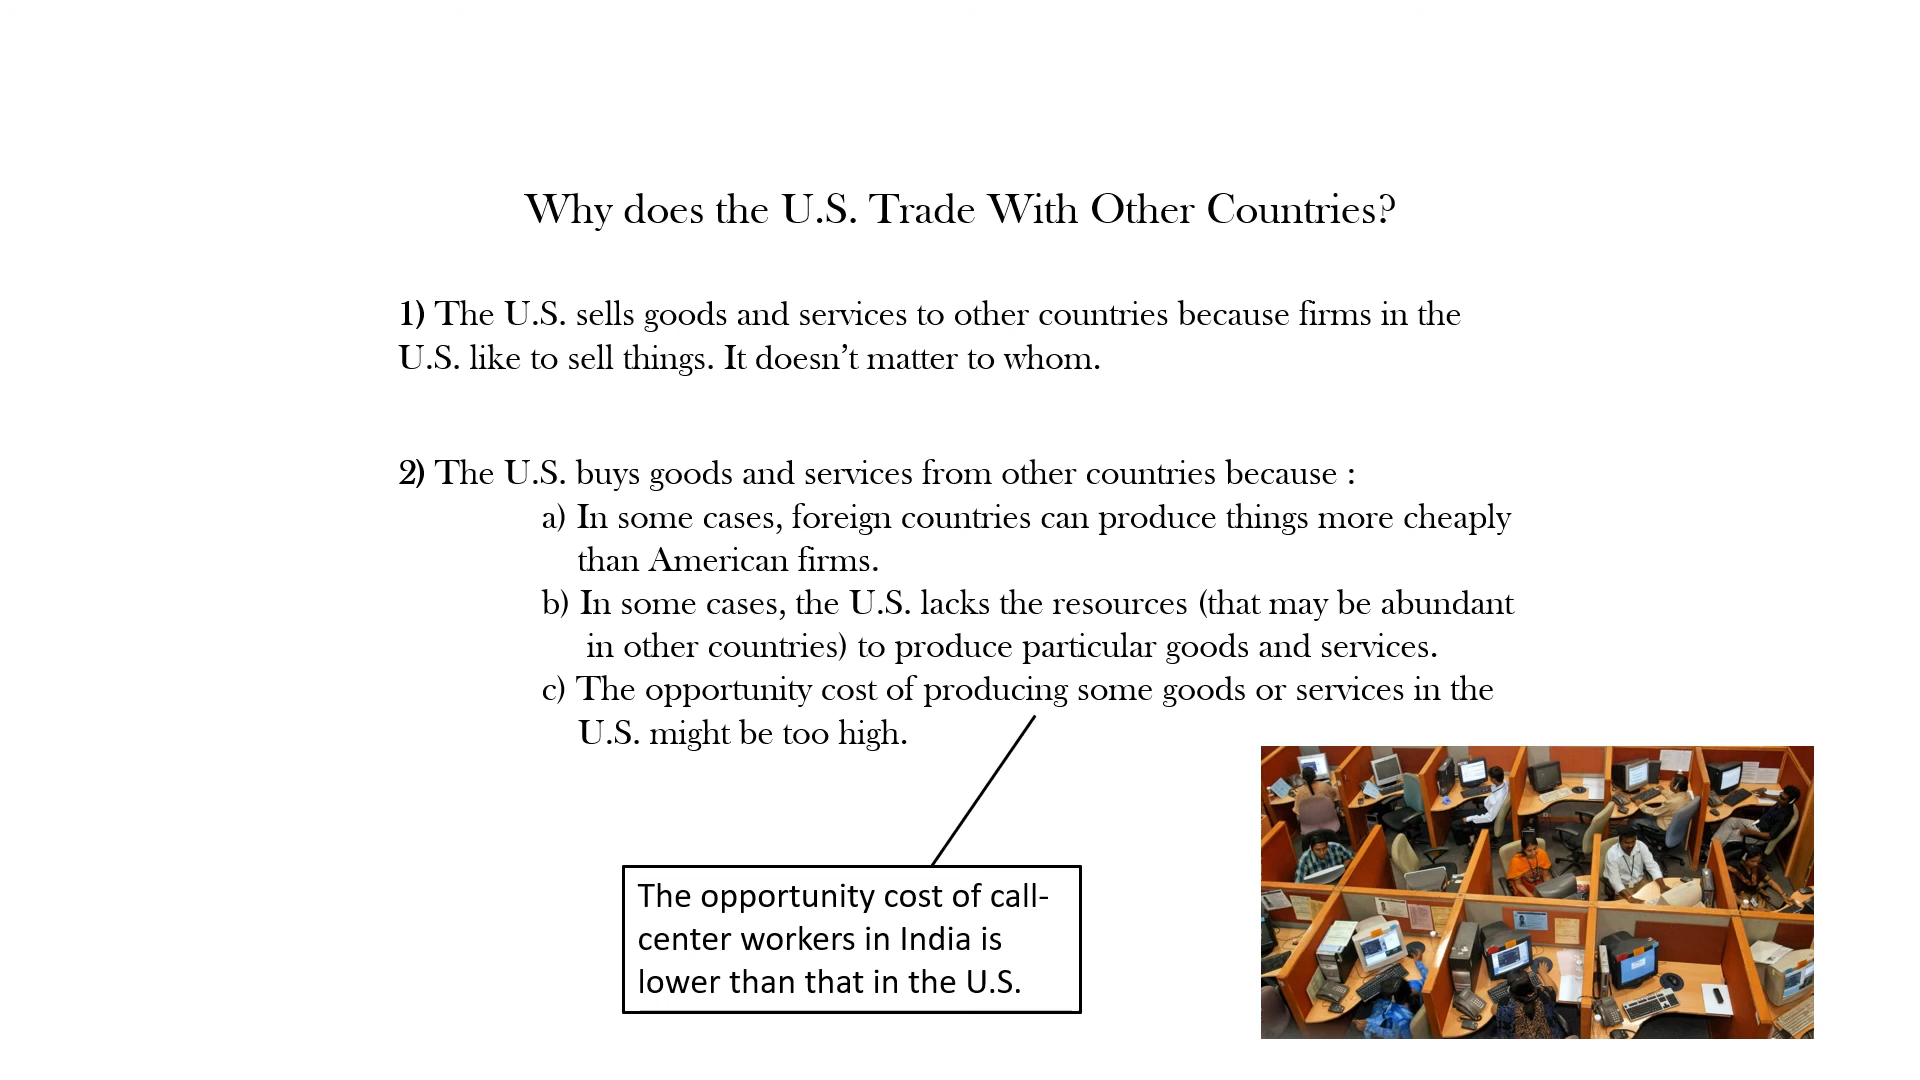 Why does the U.S. Trade With Other Countries?
1) The U.S. sells goods and services to other countries because firms in the
U.S. like to sell things. It doesn’t matter to whom.
2) The U.S. buys goods and services from other countries because :
a) In some cases, foreign countries can produce things more cheaply
than American firms.
b) In some cases, the U.S. lacks the resources (that may be abundant
in other countries) to produce particular goods and services.
c) The opportunity cost of producing some goods or services in the
U.S. might be too high.
The opportunity cost of call-
center workers in India is
lower than that in the U.S.